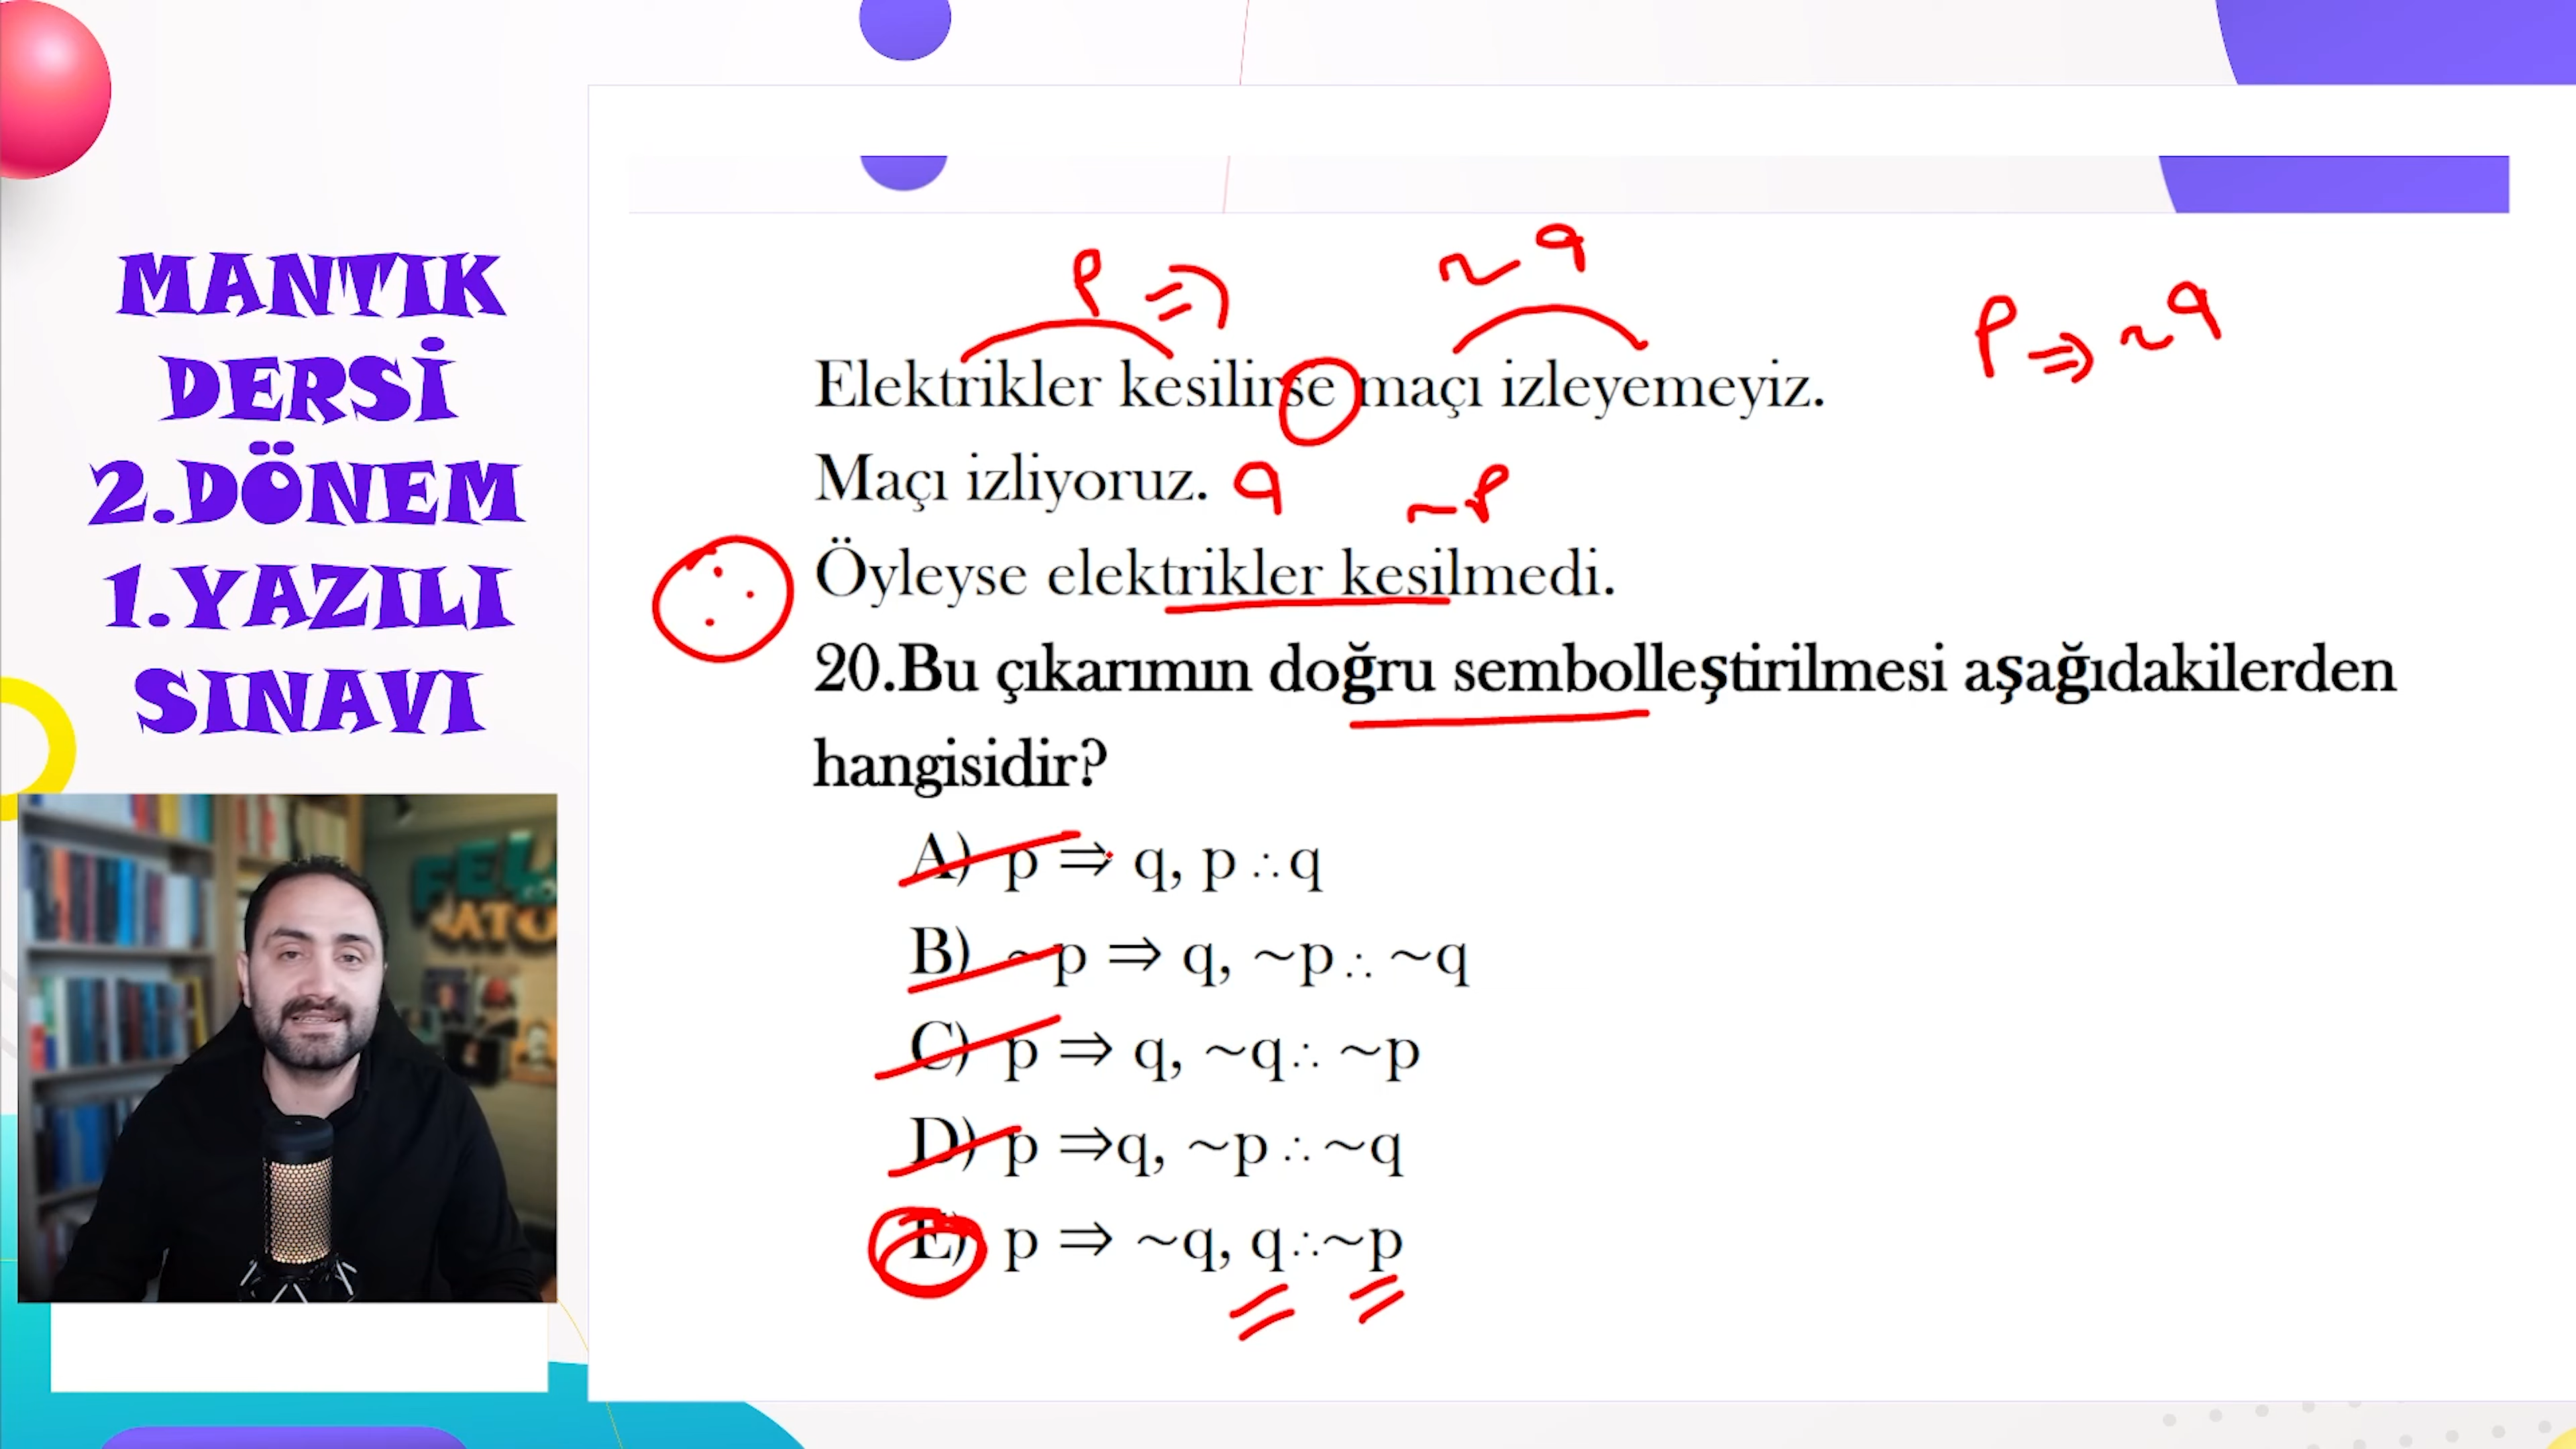 MANTIK
DERSİ
2.DÖNEM
1.YAZILI
SINAVI
p ⇒ ~q
p ⇒ ~q
Elektrikler kesilirse maçı izleyemeyiz.
Maçı izliyoruz. q
~p
Öyleyse elektrikler kesilmedi.
20.Bu çıkarımın doğru sembolleştirilmesi aşağıdakilerden
hangisidir?
A) p ⇒ q, p ∴ q
B) ~p ⇒ q, ~p ∴ ~q
C) p ⇒ q, ~q ∴ ~p
D) p ⇒q, ~p ∴ ~q
E) p ⇒ ~q, q ∴ ~p